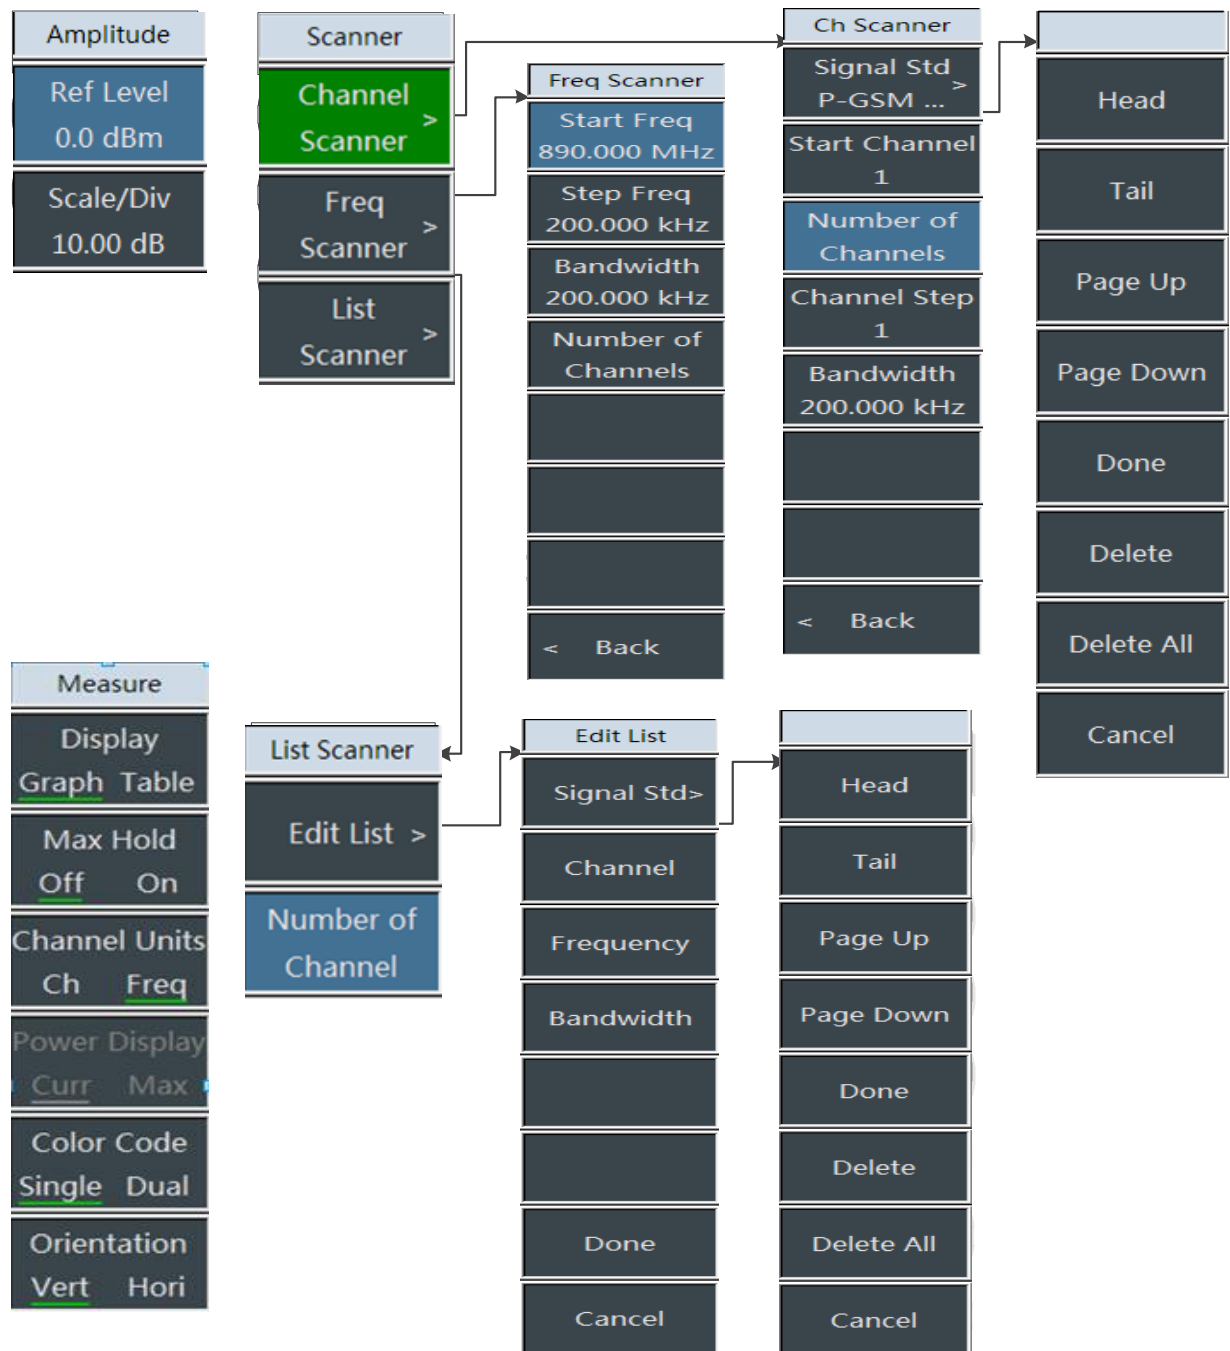 Amplitude
Ref Level
0.0 dBm
Scale/Div
10.00 dB
Scanner
Channel
Scanner
>
Freq
Scanner
>
List
Scanner
>
Freq Scanner
Start Freq
890.000 MHz
Step Freq
200.000 kHz
Bandwidth
200.000 kHz
Number of
Channels
< Back
Ch Scanner
Signal Std
P-GSM ...
>
Start Channel
1
Number of
Channels
Channel Step
1
Bandwidth
200.000 kHz
< Back
Head
Tail
Page Up
Page Down
Done
Delete
Delete All
Cancel
Measure
Display
Graph Table
Max Hold
Off On
Channel Units
Ch Freq
Power Display
Curr Max
Color Code
Single Dual
Orientation
Vert Hori
List Scanner
Edit List >
Number of
Channel
Edit List
Signal Std>
Channel
Frequency
Bandwidth
Done
Cancel
Head
Tail
Page Up
Page Down
Done
Delete
Delete All
Cancel